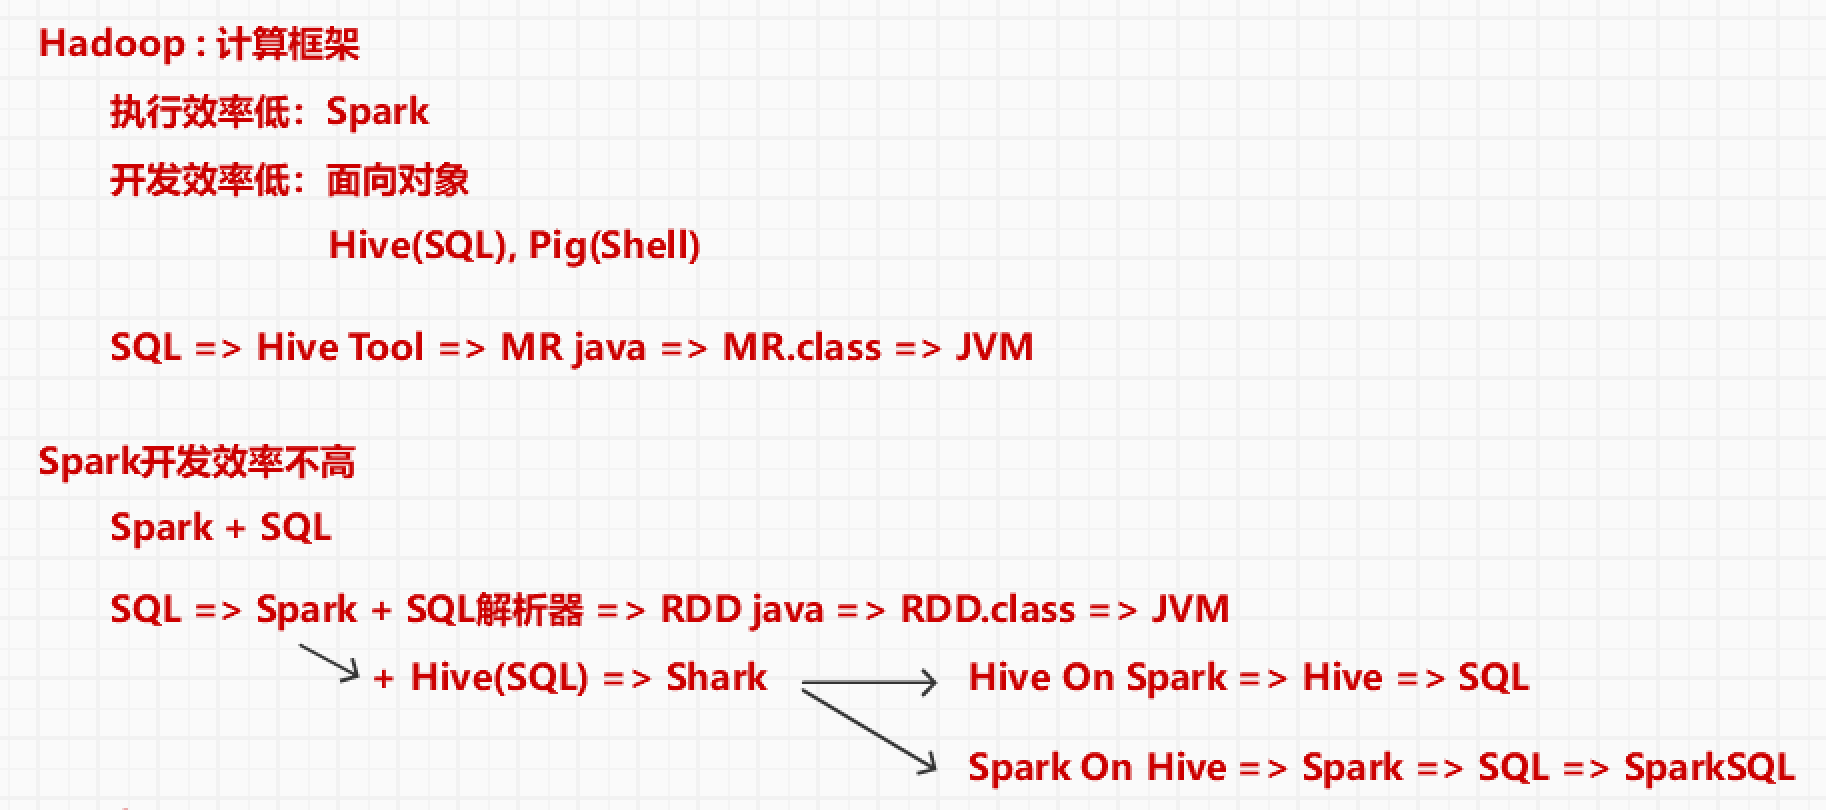 Hadoop : 计算框架
执行效率低：Spark
开发效率低：面向对象
Hive(SQL), Pig(Shell)
SQL => Hive Tool => MR java => MR.class => JVM
Spark开发效率不高
Spark + SQL
SQL => Spark + SQL解析器 => RDD java => RDD.class => JVM
+ Hive(SQL) => Shark Hive On Spark => Hive => SQL
Spark On Hive => Spark => SQL => SparkSQL